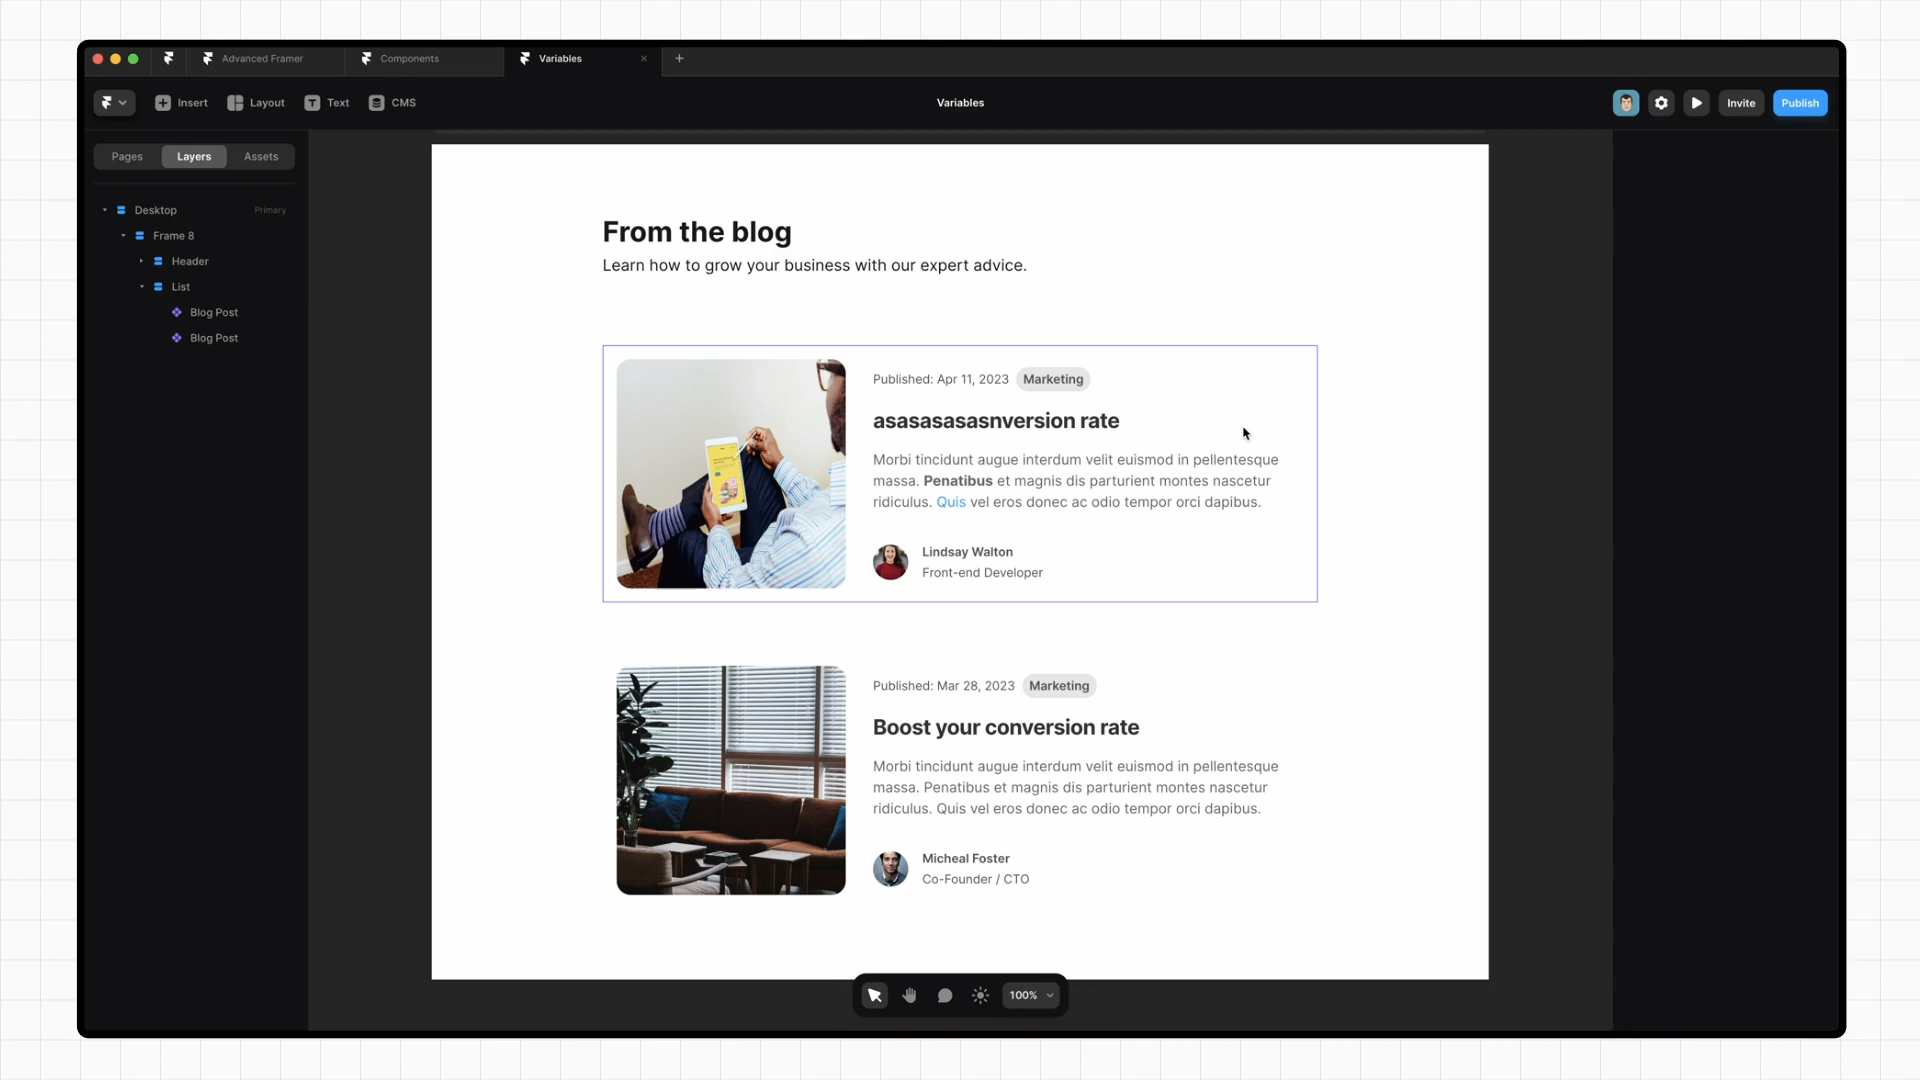 Advanced Framer
Components
Variables
Insert
Layout
Text
CMS
Variables
Invite
Publish
Pages
Layers
Assets
Desktop
Primary
Frame 8
Header
List
Blog Post
Blog Post
From the blog
Learn how to grow your business with our expert advice.
Published: Apr 11, 2023
Marketing
asasasasasnversion rate
Morbi tincidunt augue interdum velit euismod in pellentesque
massa. Penatibus et magnis dis parturient montes nascetur
ridiculus. Quis vel eros donec ac odio tempor orci dapibus.
Lindsay Walton
Front-end Developer
Published: Mar 28, 2023
Marketing
Boost your conversion rate
Morbi tincidunt augue interdum velit euismod in pellentesque
massa. Penatibus et magnis dis parturient montes nascetur
ridiculus. Quis vel eros donec ac odio tempor orci dapibus.
Micheal Foster
Co-Founder / CTO
100%